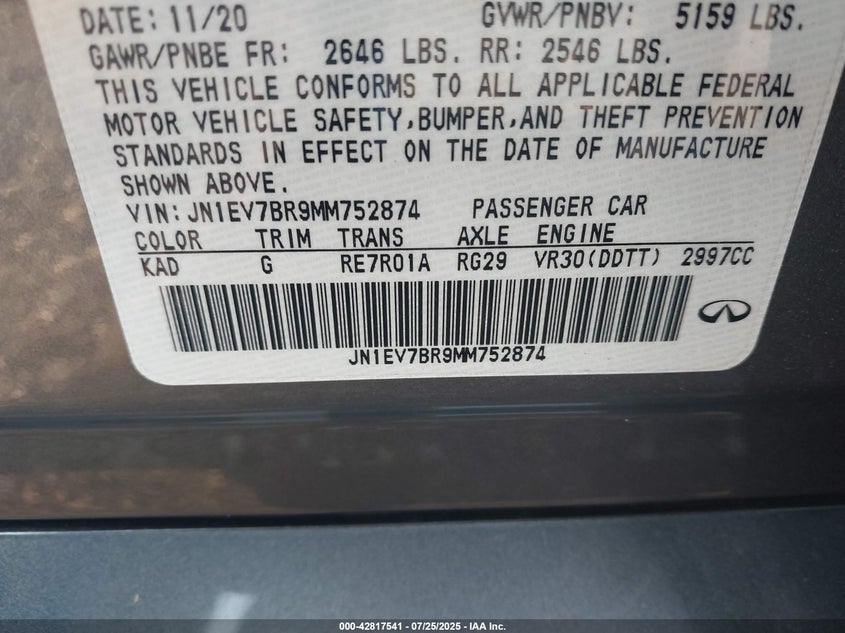 DATE: 11/20 GVWR/PNBV: 5159 LBS.
GAWR/PNBE FR: 2646 LBS. RR: 2546 LBS.
THIS VEHICLE CONFORMS TO ALL APPLICABLE FEDERAL
MOTOR VEHICLE SAFETY,BUMPER,AND THEFT PREVENTION
STANDARDS IN EFFECT ON THE DATE OF MANUFACTURE
SHOWN ABOVE.
VIN:JN1EV7BR9MM752874 PASSENGER CAR
COLOR TRIM TRANS AXLE ENGINE
KAD G RE7R01A RG29 VR30(DDTT) 2997CC
JN1EV7BR9MM752874
000-42817541 | 07/25/2025 - IAA Inc.